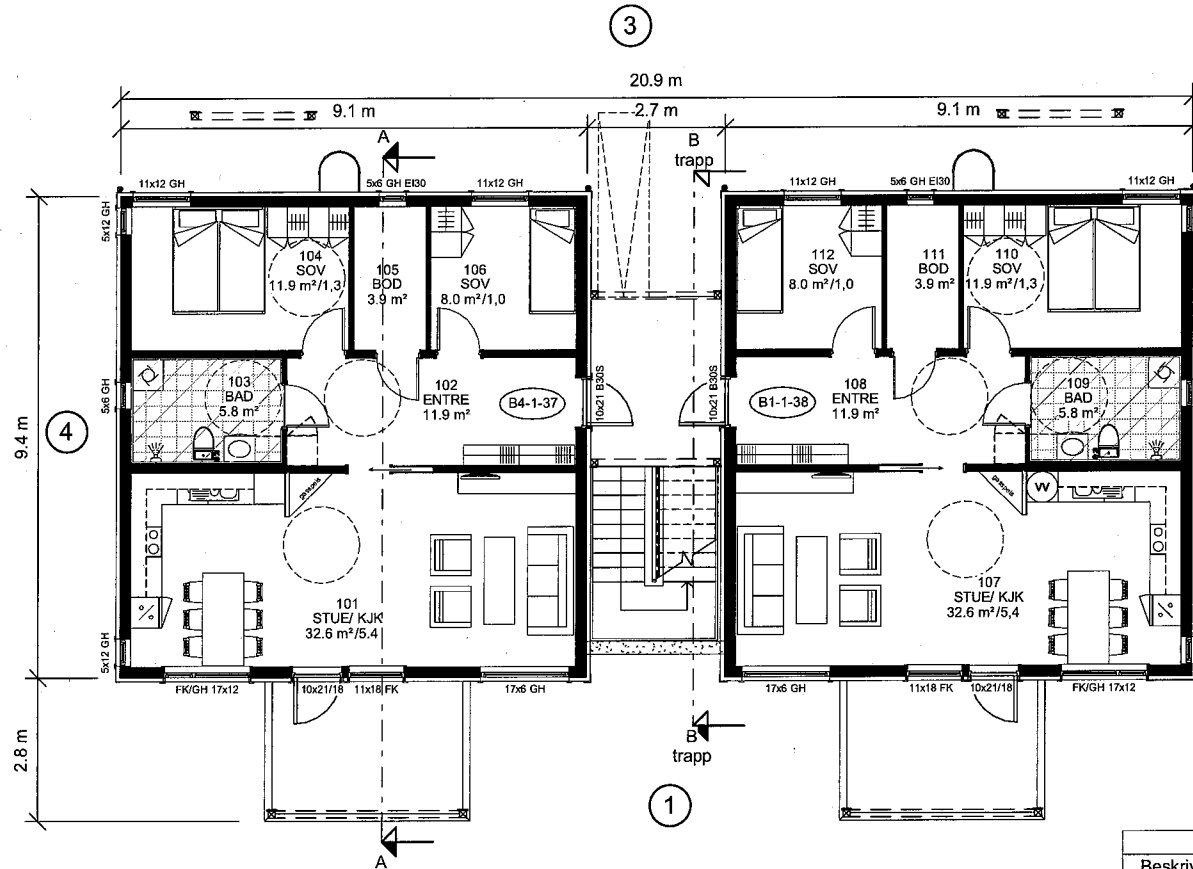 3
20.9 m
9.1 m
2.7 m
9.1 m
A
B
trapp
11x12 GH
5x6 GH EI30
11x12 GH
11x12 GH
5x6 GH EI30
11x12 GH
5x12 GH
104
SOV
11.9 m²/1,3
105
BOD
3.9 m²
106
SOV
8.0 m²/1,0
112
SOV
8.0 m²/1,0
111
BOD
3.9 m²
110
SOV
11.9 m²/1,3
5x6 GH
103
BAD
5.8 m²
102
ENTRE
11.9 m²
B4-1-37
10x21 B30S
10x21 B30S
B1-1-38
108
ENTRE
11.9 m²
109
BAD
5.8 m²
4
9.4 m
gasspeis
gasspeis
VV
101
STUE/ KJK
32.6 m²/5.4
107
STUE/ KJK
32.6 m²/5,4
5x12 GH
FK/GH 17x12
10x21/18
11x18 FK
17x6 GH
17x6 GH
11x18 FK
10x21/18
FK/GH 17x12
2.8 m
B
trapp
1
A
Beskriv